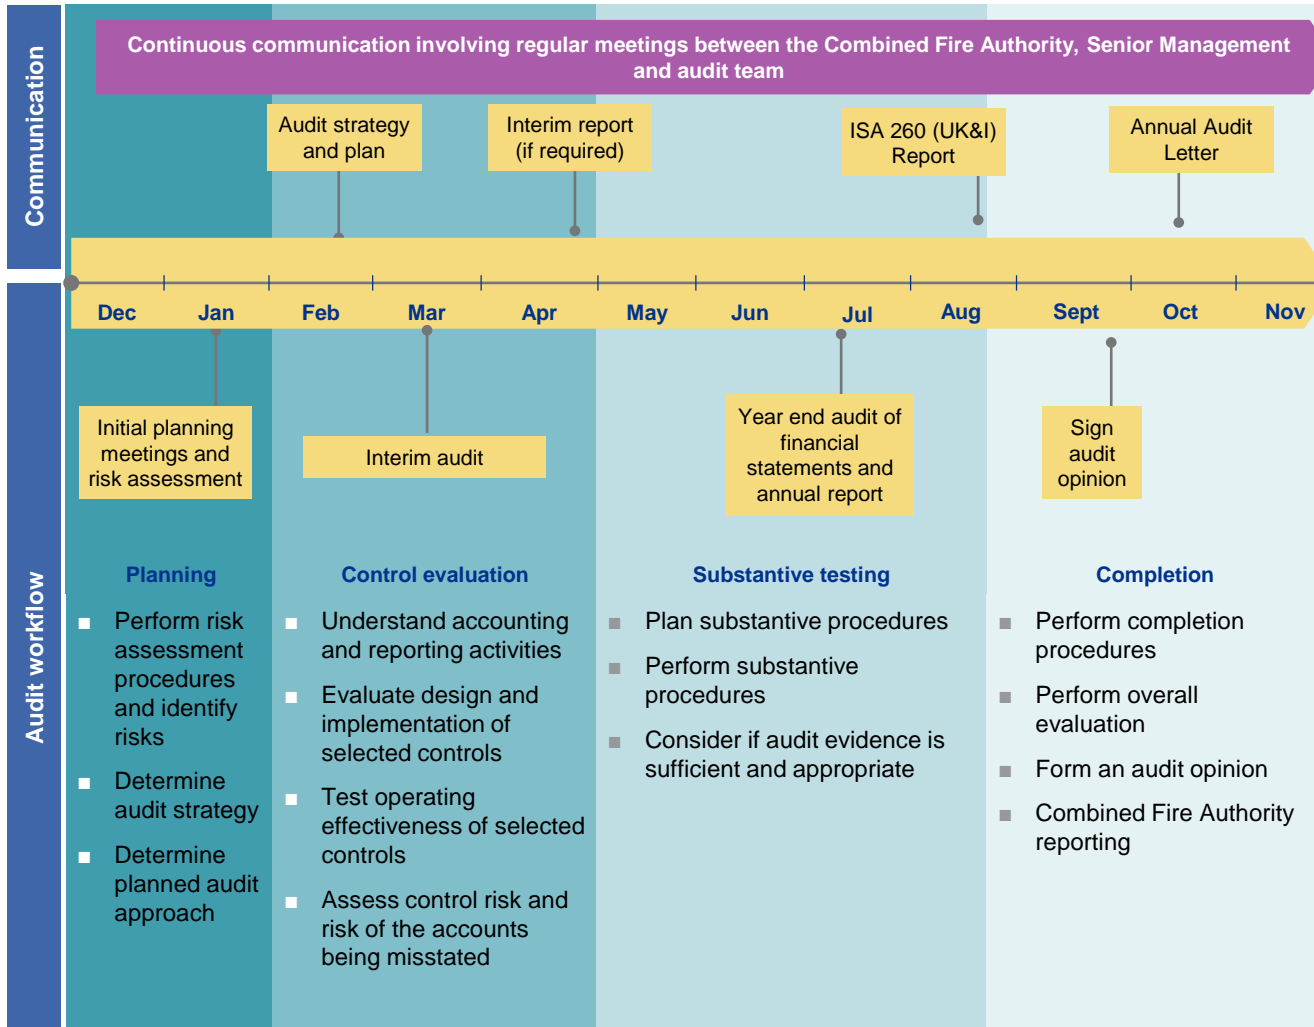 Communication
Continuous communication involving regular meetings between the Combined Fire Authority, Senior Management
and audit team
Audit strategy
and plan
Interim report
(if required)
ISA 260 (UK&I)
Report
Annual Audit
Letter
Dec
Jan
Feb
Mar
Apr
May
Jun
Jul
Aug
Sept
Oct
Nov
Audit workflow
Initial planning
meetings and
risk assessment
Interim audit
Year end audit of
financial
statements and
annual report
Sign
audit
opinion
Planning
■ Perform risk
assessment
procedures
and identify
risks
■ Determine
audit strategy
■ Determine
planned audit
approach
Control evaluation
■ Understand accounting
and reporting activities
■ Evaluate design and
implementation of
selected controls
■ Test operating
effectiveness of selected
controls
■ Assess control risk and
risk of the accounts
being misstated
Substantive testing
■ Plan substantive procedures
■ Perform substantive
procedures
■ Consider if audit evidence is
sufficient and appropriate
Completion
■ Perform completion
procedures
■ Perform overall
evaluation
■ Form an audit opinion
■ Combined Fire Authority
reporting